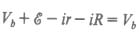 V_b + ℰ − ir − iR = V_b